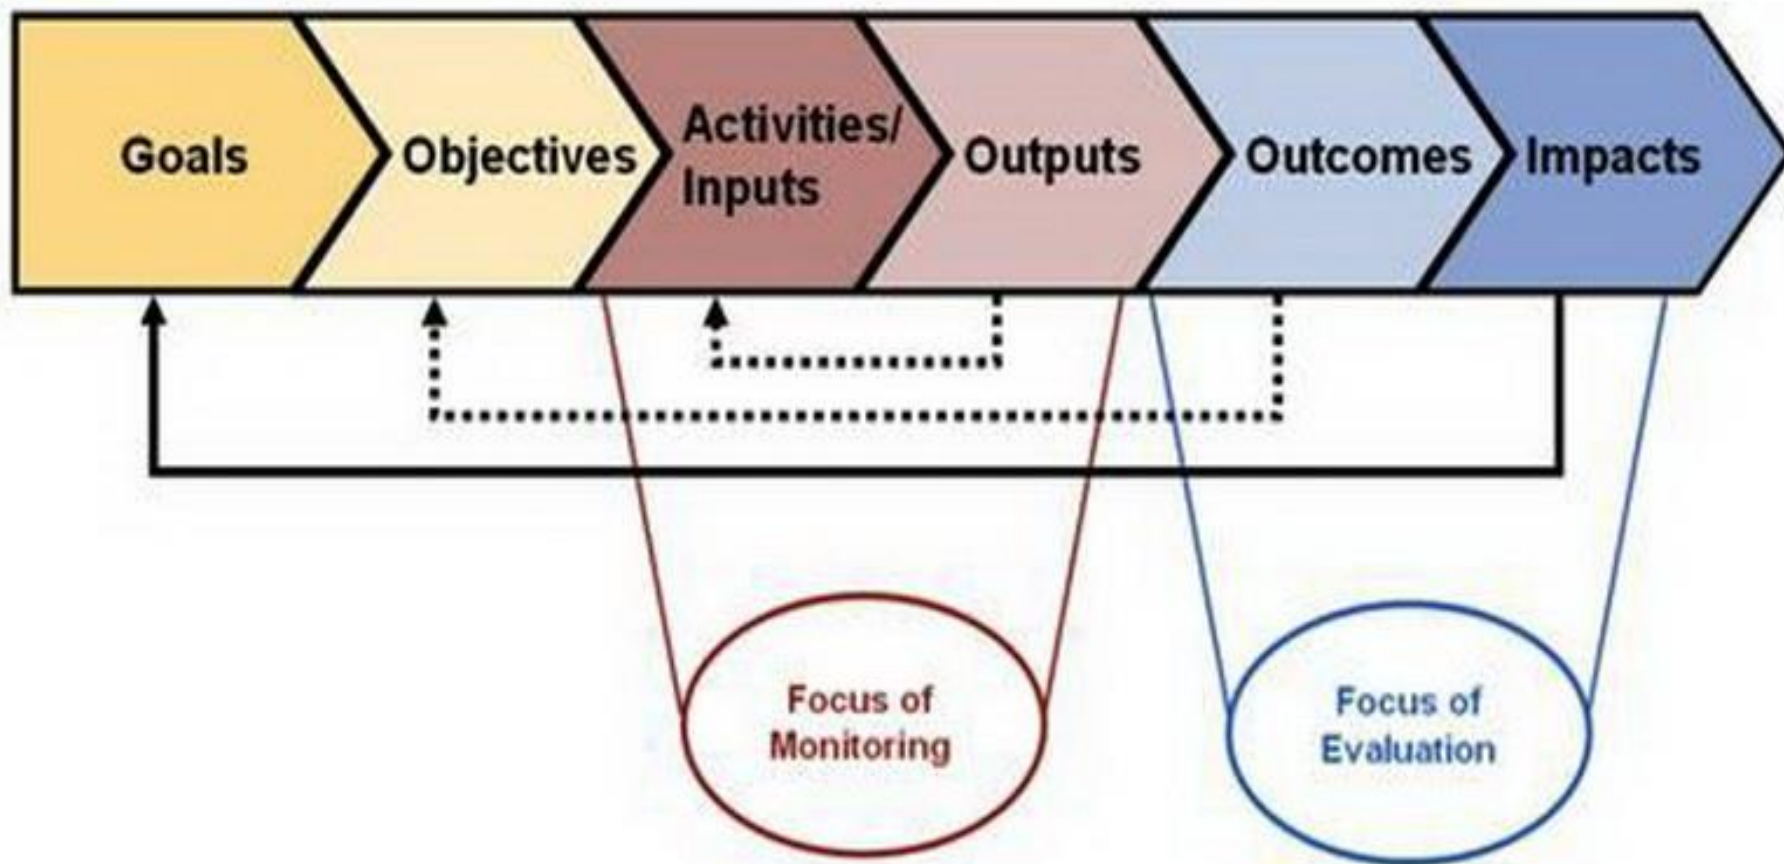 Goals
Objectives
Activities/
Inputs
Outputs
Outcomes
Impacts
Focus of
Monitoring
Focus of
Evaluation